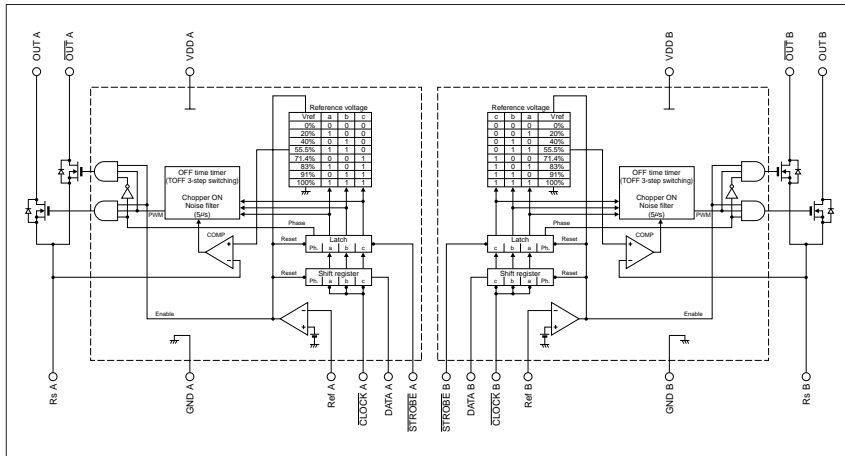 OUT A
OUT A
VDD A
Reference voltage
Vref a b c
0% 0 0 0
20% 1 0 0
40% 0 1 0
55.5% 1 1 0
71.4% 0 0 1
83% 1 0 1
91% 0 1 1
100% 1 1 1
OFF time timer
(TOFF 3-step switching)
Chopper ON
Noise filter
(5μs)
PWM
COMP
+
−
Phase
Reset
Latch
Ph. a b c
Reset
Shift register
Ph. a b c
Enable
−
+
Rs A
GND A
Ref A
CLOCK A
DATA A
STROBE A
VDD B
OUT B
OUT B
Reference voltage
c b a Vref
0 0 0 0%
0 0 1 20%
0 1 0 40%
0 1 1 55.5%
1 0 0 71.4%
1 0 1 83%
1 1 0 91%
1 1 1 100%
OFF time timer
(TOFF 3-step switching)
Chopper ON
Noise filter
(5μs)
PWM
COMP
+
−
Phase
Latch
Reset
c b a Ph.
Shift register
Reset
c b a Ph.
Enable
−
+
STROBE B
DATA B
CLOCK B
Ref B
GND B
Rs B